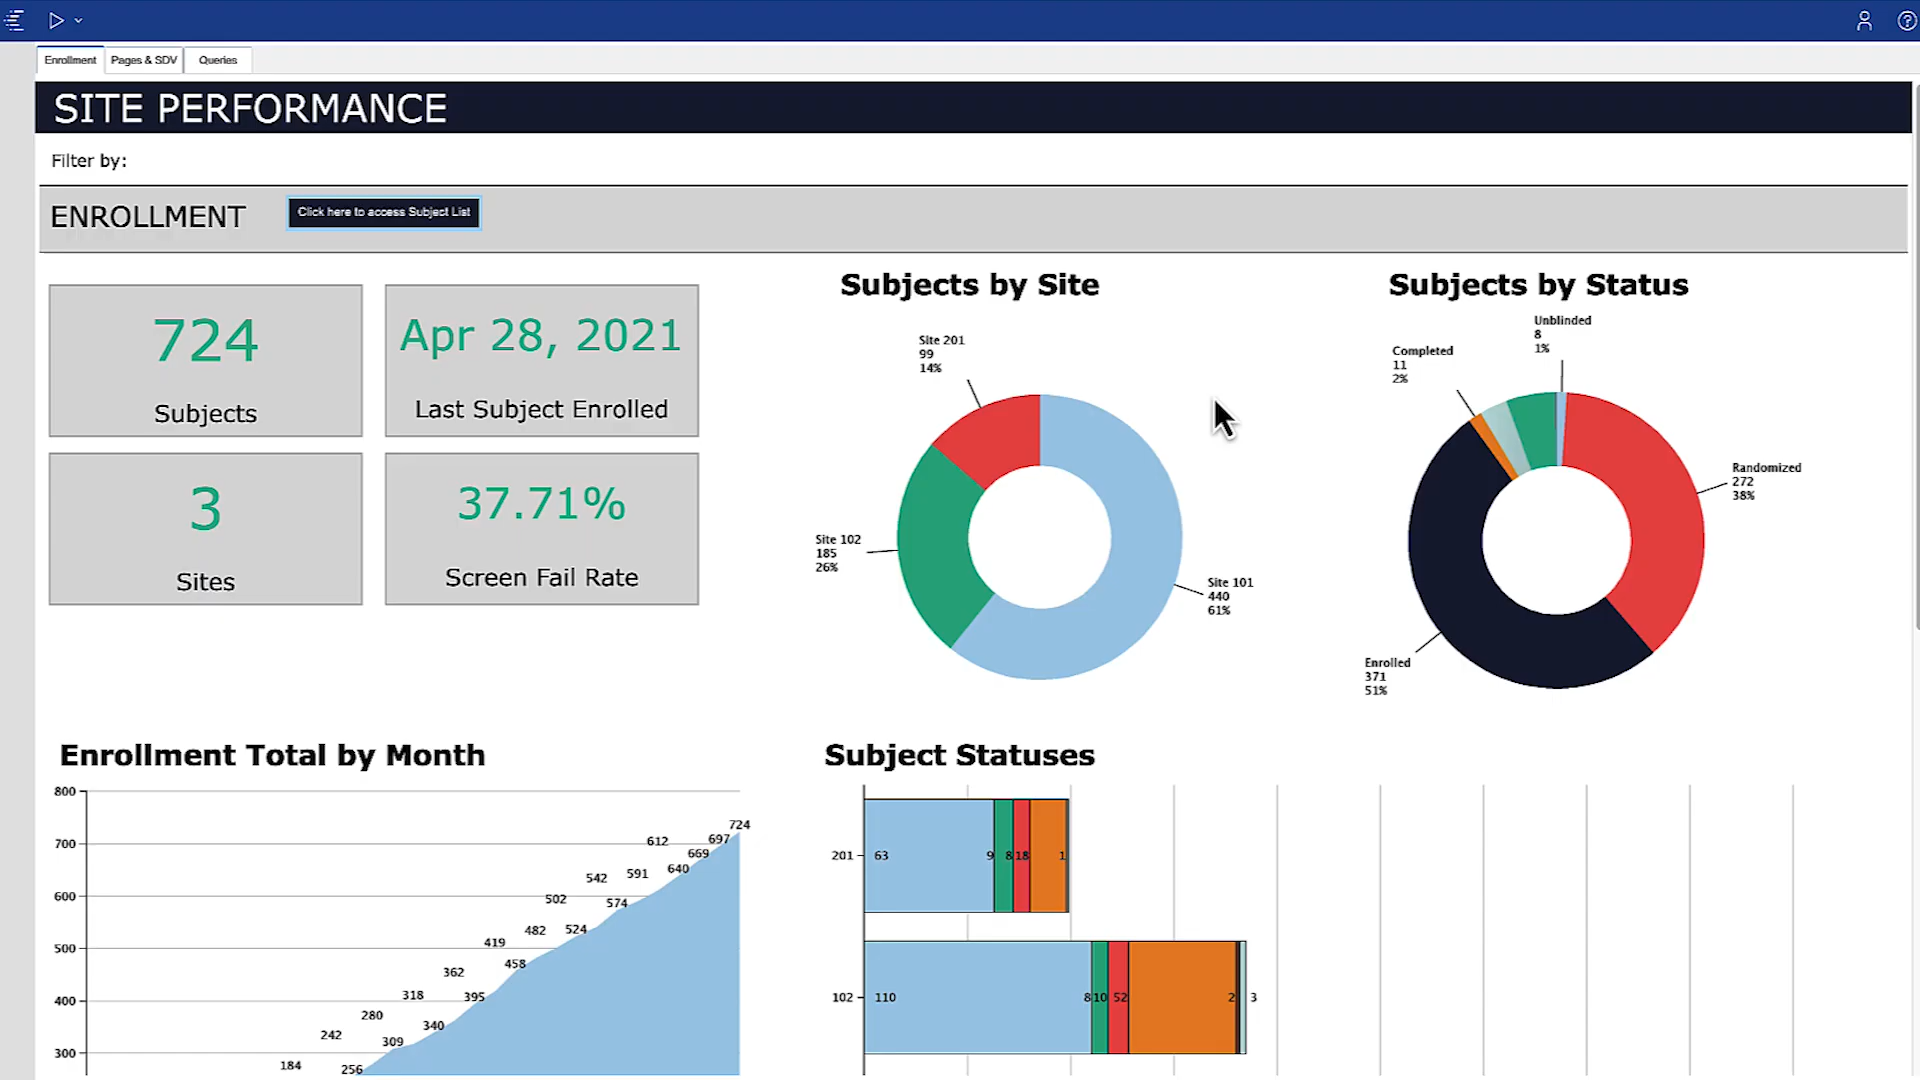 Enrollment
Pages & SDV
Queries
SITE PERFORMANCE
Filter by:
ENROLLMENT
Click here to access Subject List
724
Subjects
Apr 28, 2021
Last Subject Enrolled
3
Sites
37.71%
Screen Fail Rate
Subjects by Site
Site 201
99
14%
Site 102
185
26%
Site 101
440
61%
Subjects by Status
Unblinded
8
1%
Completed
11
2%
Randomized
272
38%
Enrolled
371
51%
Enrollment Total by Month
800
700
600
500
400
300
184
242
256
280
309
318
340
362
395
419
458
482
502
524
542
574
591
612
640
669
697
724
Subject Statuses
201
63
9
8
18
1
102
110
8
10
52
2
3